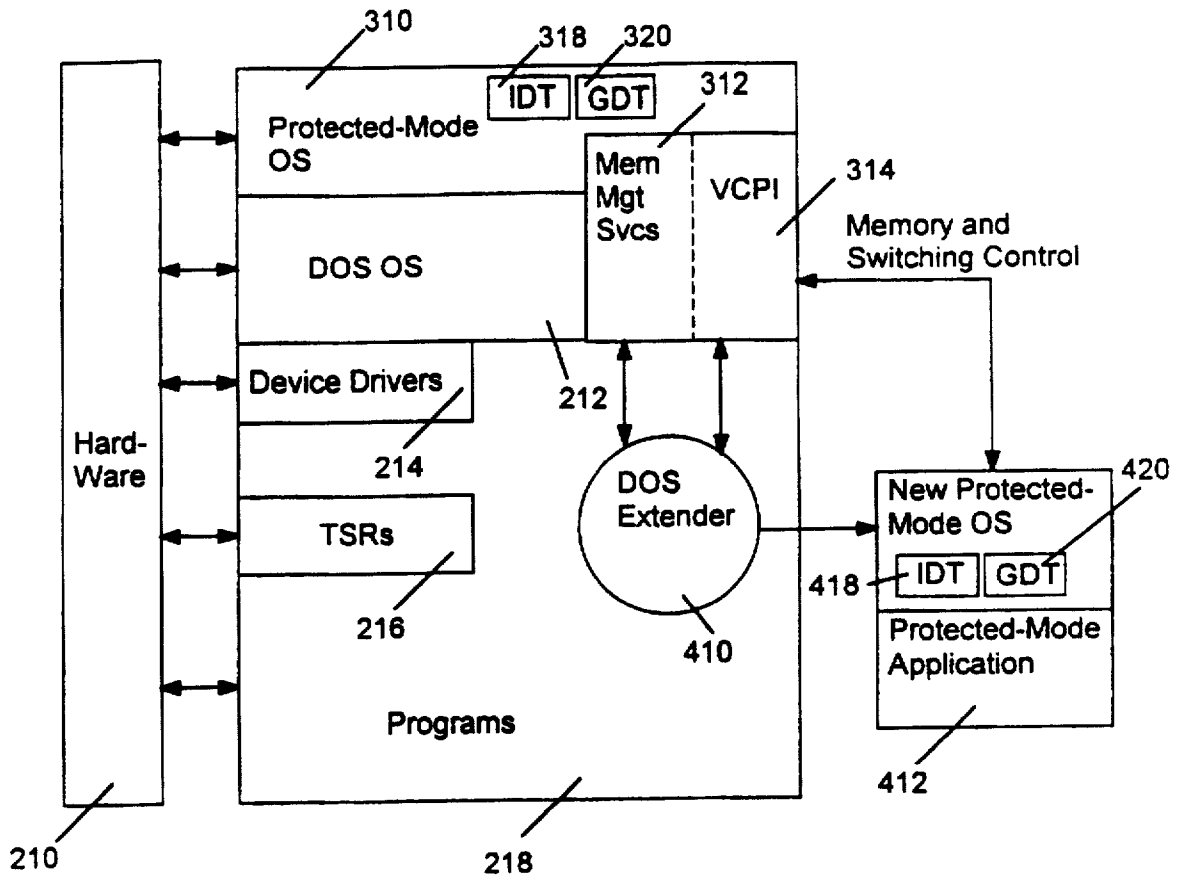 310
318
320
312
IDT
GDT
Protected-Mode
OS
Mem
Mgt
Svcs
VCPI
314
Memory and
Switching Control
DOS OS
212
Device Drivers
214
Hard-
Ware
DOS
Extender
420
New Protected-
Mode OS
TSRs
418
IDT
GDT
216
410
Protected-Mode
Application
Programs
412
210
218